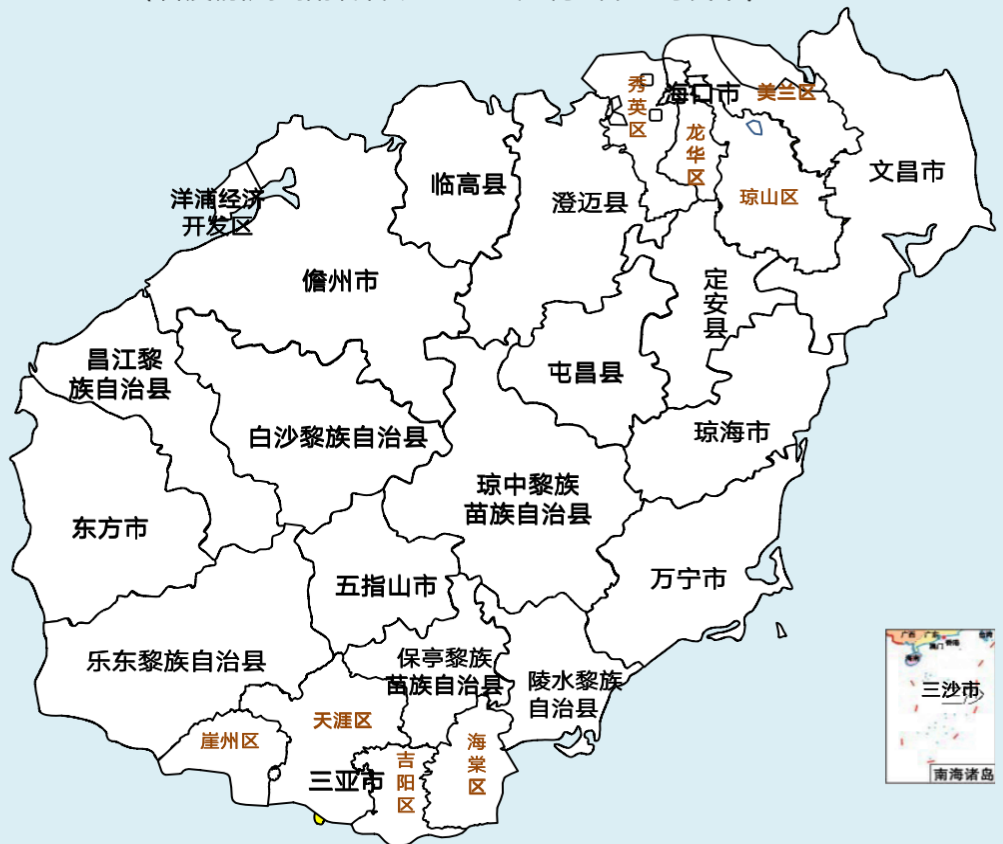 秀英区
海口市
美兰区
龙华区
琼山区
文昌市
临高县
澄迈县
洋浦经济
开发区
儋州市
定安县
昌江黎
族自治县
屯昌县
白沙黎族自治县
琼海市
琼中黎族
苗族自治县
东方市
五指山市
万宁市
乐东黎族自治县
保亭黎族
苗族自治县
陵水黎族
自治县
天涯区
崖州区
海棠区
吉阳区
三亚市
广西
三沙市
南海诸岛